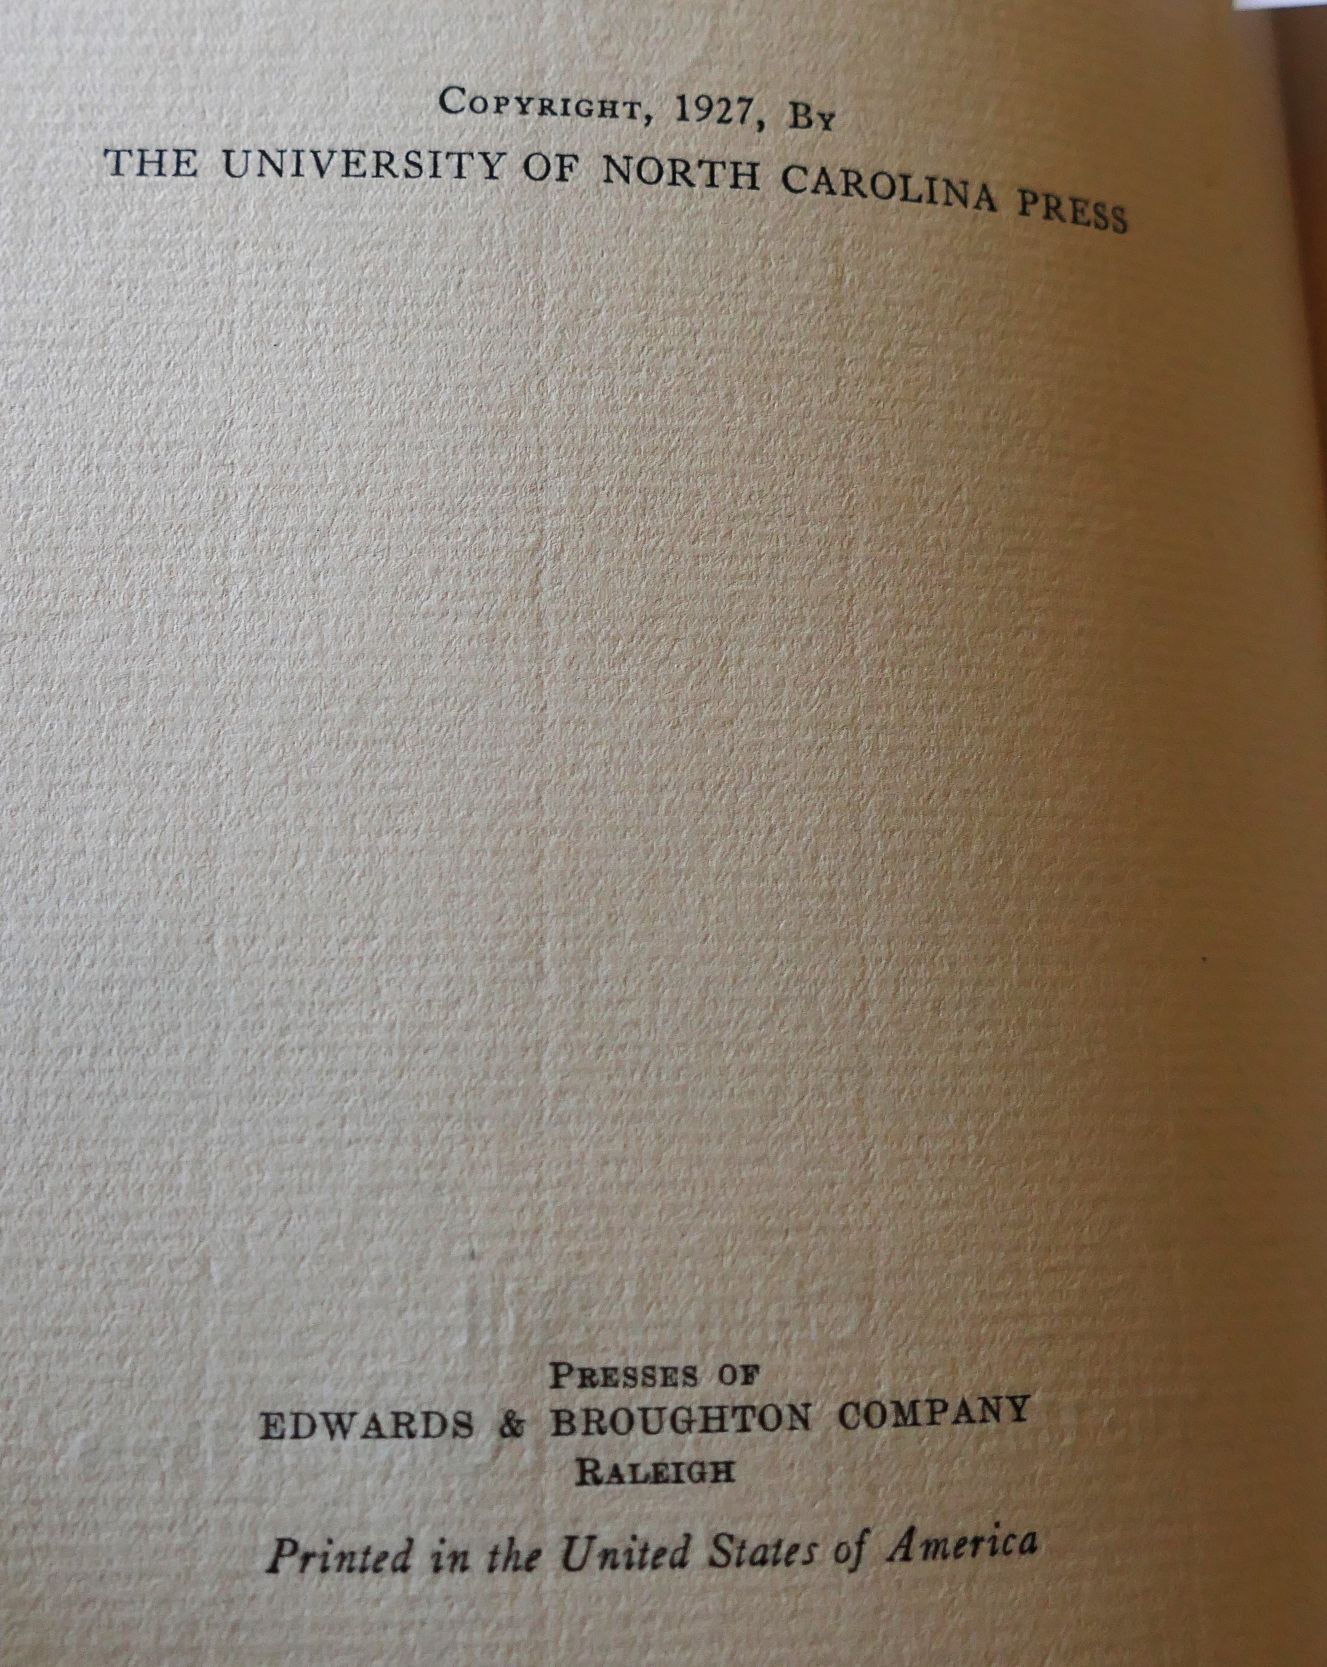 Copyright, 1927, By
THE UNIVERSITY OF NORTH CAROLINA PRESS
Presses of
EDWARDS & BROUGHTON COMPANY
Raleigh
Printed in the United States of America